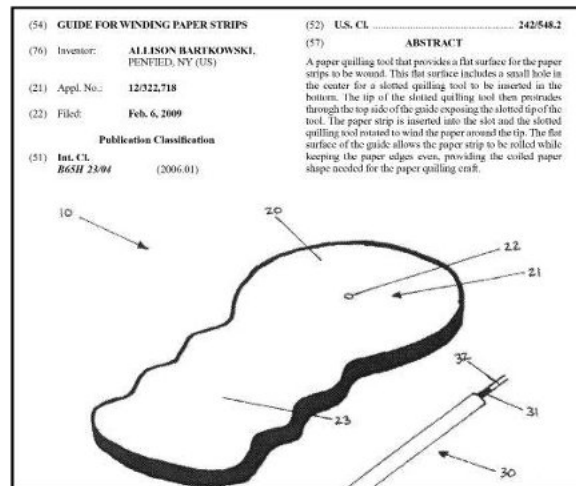 (54) GUIDE FOR WINDING PAPER STRIPS
(76) Inventor: ALLISON BARTKOWSKI,
PENFIED, NY (US)
(21) Appl. No.: 12/322,718
(22) Filed: Feb. 6, 2009
Publication Classification
(51) Int. Cl.
B65H 23/04 (2006.01)
(52) U.S. Cl. ........ 242/548.2
(57) ABSTRACT
A paper quilling tool that provides a flat surface for the paper
strips to be wound. This flat surface includes a small hole in
the center for a slotted quilling tool to be inserted in the
bottom. The tip of the slotted quilling tool then protrudes
through the top side of the guide exposing the slotted tip of the
tool. The paper strip is inserted into the slot and the slotted
quilling tool rotated to wind the paper around the tip. The flat
surface of the guide allows the paper strip to be rolled while
keeping the paper edges even, providing the coiled paper
shape needed for the paper quilling craft.
10
20
22
21
32
31
23
30